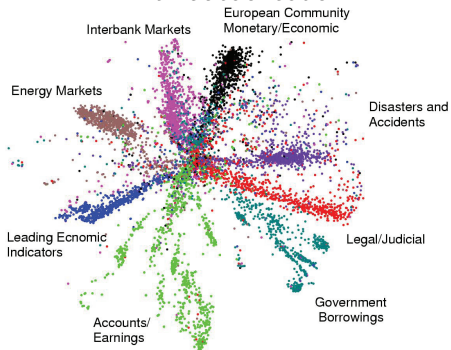 European Community
Monetary/Economic
Interbank Markets
Energy Markets
Disasters and
Accidents
Leading Ecnomic
Indicators
Legal/Judicial
Government
Borrowings
Accounts/
Earnings